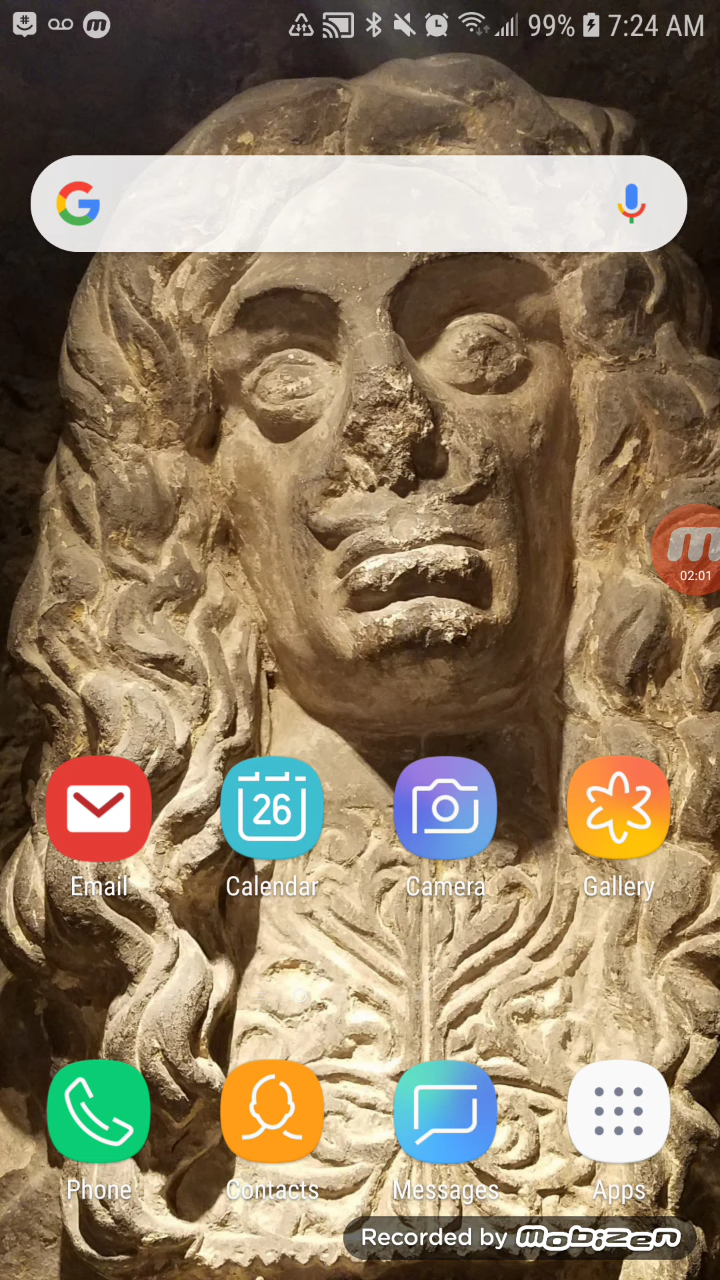 99% 7:24 AM
02:01
26
Email Calendar Camera Gallery
Phone Contacts Messages Apps
Recorded by Mobizen